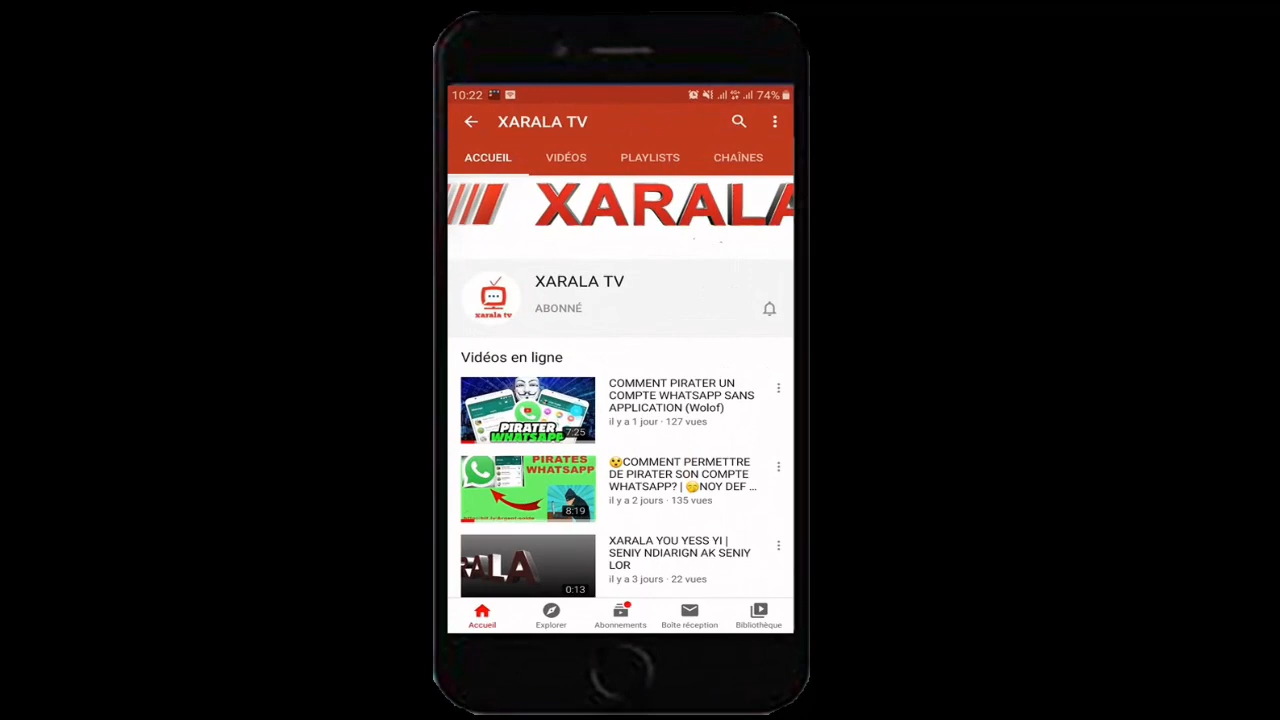 10:22
4G+
74%
XARALA TV
ACCUEIL
VIDÉOS
PLAYLISTS
CHAÎNES
XARALA
xarala tv
XARALA TV
ABONNÉ
Vidéos en ligne
PIRATER
WHATSAPP
7:25
COMMENT PIRATER UN
COMPTE WHATSAPP SANS
APPLICATION (Wolof)
il y a 1 jour · 127 vues
PIRATES
WHATSAPP
8:19
😲COMMENT PERMETTRE
DE PIRATER SON COMPTE
WHATSAPP? | 🤭NOY DEF ...
il y a 2 jours · 135 vues
RALA
0:13
XARALA YOU YESS YI |
SENIY NDIARIGN AK SENIY
LOR
il y a 3 jours · 22 vues
Accueil
Explorer
Abonnements
Boîte réception
Bibliothèque